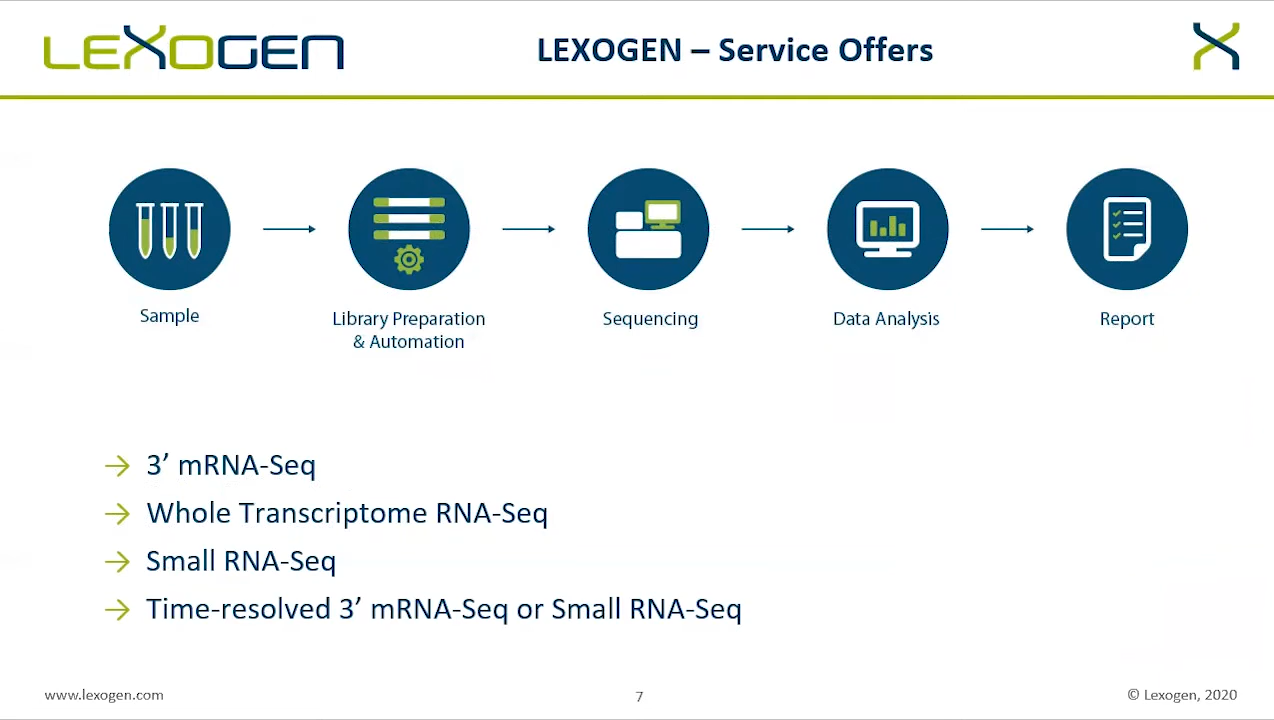 LEXOGEN
LEXOGEN – Service Offers
Sample
Library Preparation
& Automation
Sequencing
Data Analysis
Report
→ 3’ mRNA-Seq
→ Whole Transcriptome RNA-Seq
→ Small RNA-Seq
→ Time-resolved 3’ mRNA-Seq or Small RNA-Seq
www.lexogen.com
7
© Lexogen, 2020